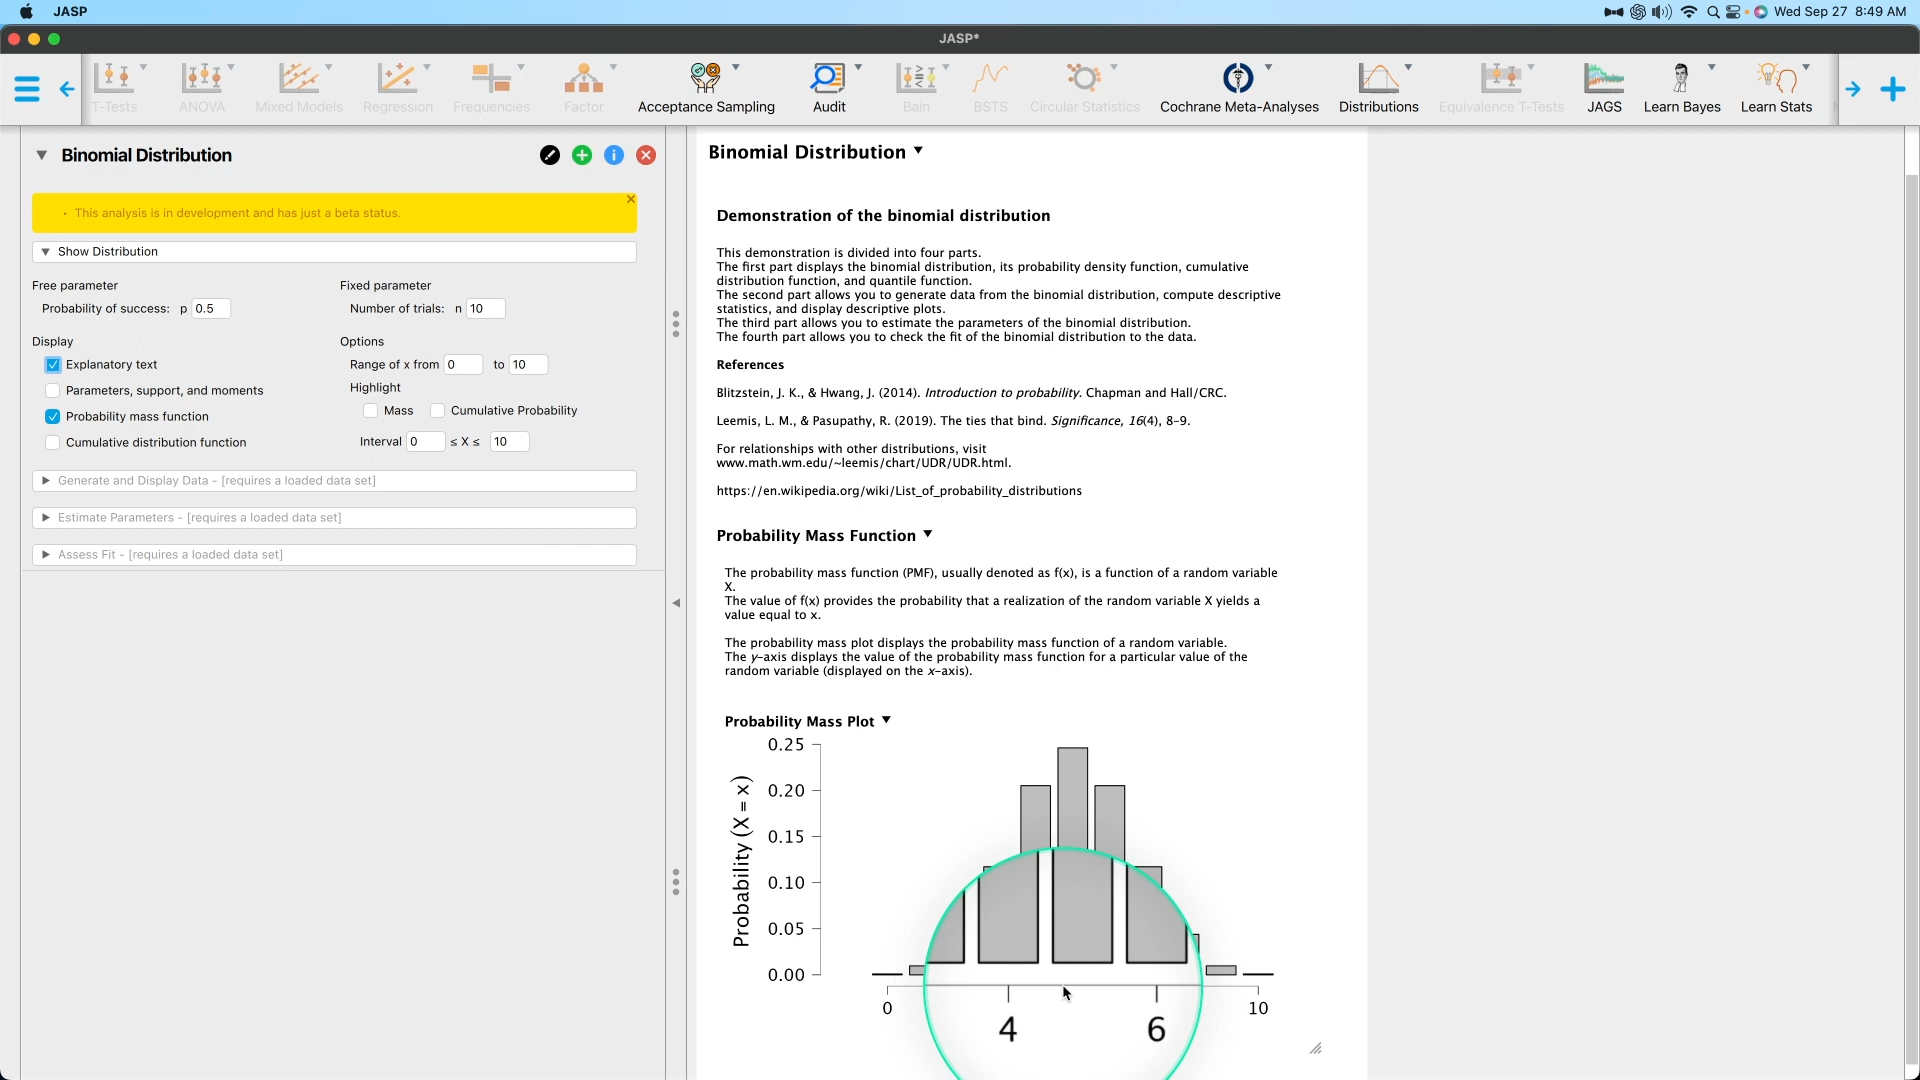 JASP
Wed Sep 27 8:49 AM
JASP*
T-Tests
ANOVA
Mixed Models
Regression
Frequencies
Factor
Acceptance Sampling
Audit
Bain
BSTS
Circular Statistics
Cochrane Meta-Analyses
Distributions
Equivalence T-Tests
JAGS
Learn Bayes
Learn Stats
Binomial Distribution
• This analysis is in development and has just a beta status.
Show Distribution
Free parameter
Fixed parameter
Probability of success: p 0.5
Number of trials: n 10
Display
Options
Explanatory text
Range of x from 0 to 10
Parameters, support, and moments
Highlight
Probability mass function
Mass
Cumulative Probability
Cumulative distribution function
Interval 0 ≤ X ≤ 10
Generate and Display Data - [requires a loaded data set]
Estimate Parameters - [requires a loaded data set]
Assess Fit - [requires a loaded data set]
Binomial Distribution
Demonstration of the binomial distribution
This demonstration is divided into four parts.
The first part displays the binomial distribution, its probability density function, cumulative
distribution function, and quantile function.
The second part allows you to generate data from the binomial distribution, compute descriptive
statistics, and display descriptive plots.
The third part allows you to estimate the parameters of the binomial distribution.
The fourth part allows you to check the fit of the binomial distribution to the data.
References
Blitzstein, J. K., & Hwang, J. (2014). Introduction to probability. Chapman and Hall/CRC.
Leemis, L. M., & Pasupathy, R. (2019). The ties that bind. Significance, 16(4), 8-9.
For relationships with other distributions, visit
www.math.wm.edu/~leemis/chart/UDR/UDR.html.
https://en.wikipedia.org/wiki/List_of_probability_distributions
Probability Mass Function
The probability mass function (PMF), usually denoted as f(x), is a function of a random variable
X.
The value of f(x) provides the probability that a realization of the random variable X yields a
value equal to x.
The probability mass plot displays the probability mass function of a random variable.
The y-axis displays the value of the probability mass function for a particular value of the
random variable (displayed on the x-axis).
Probability Mass Plot
Probability (X = x)
0.25
0.20
0.15
0.10
0.05
0.00
0
4
6
10